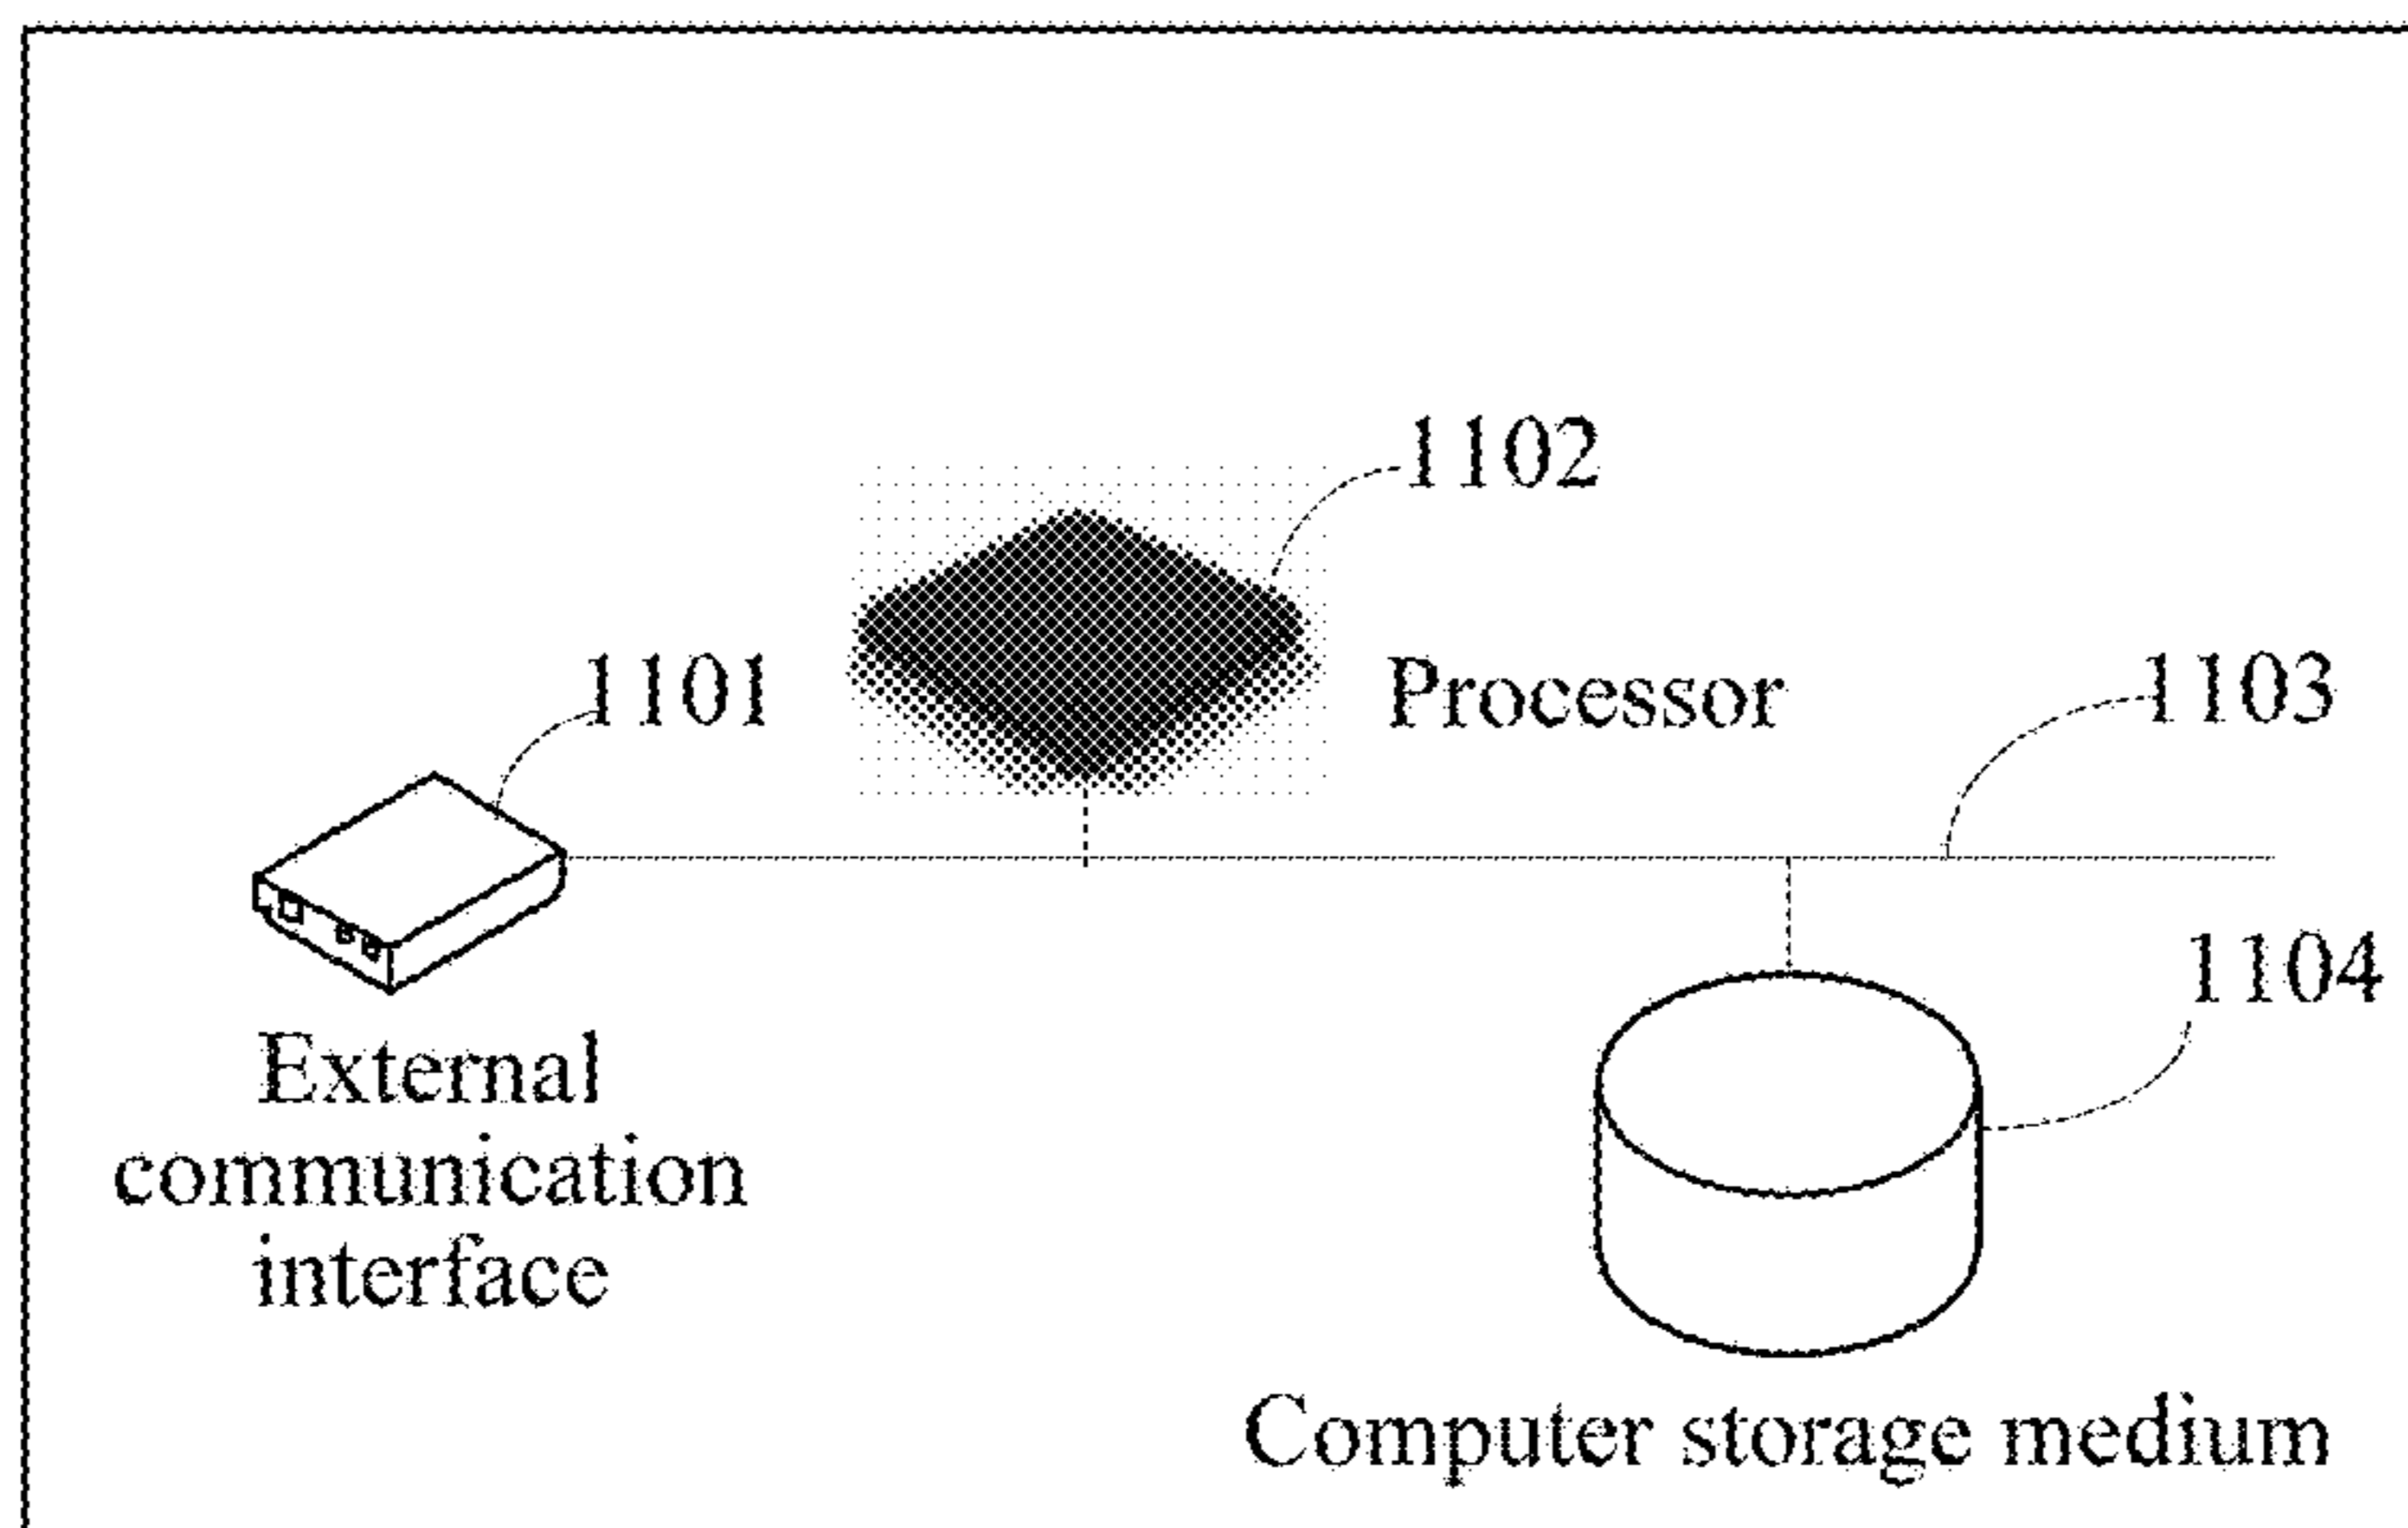 1102
1101
Processor
1103
1104
External
communication
interface
Computer storage medium